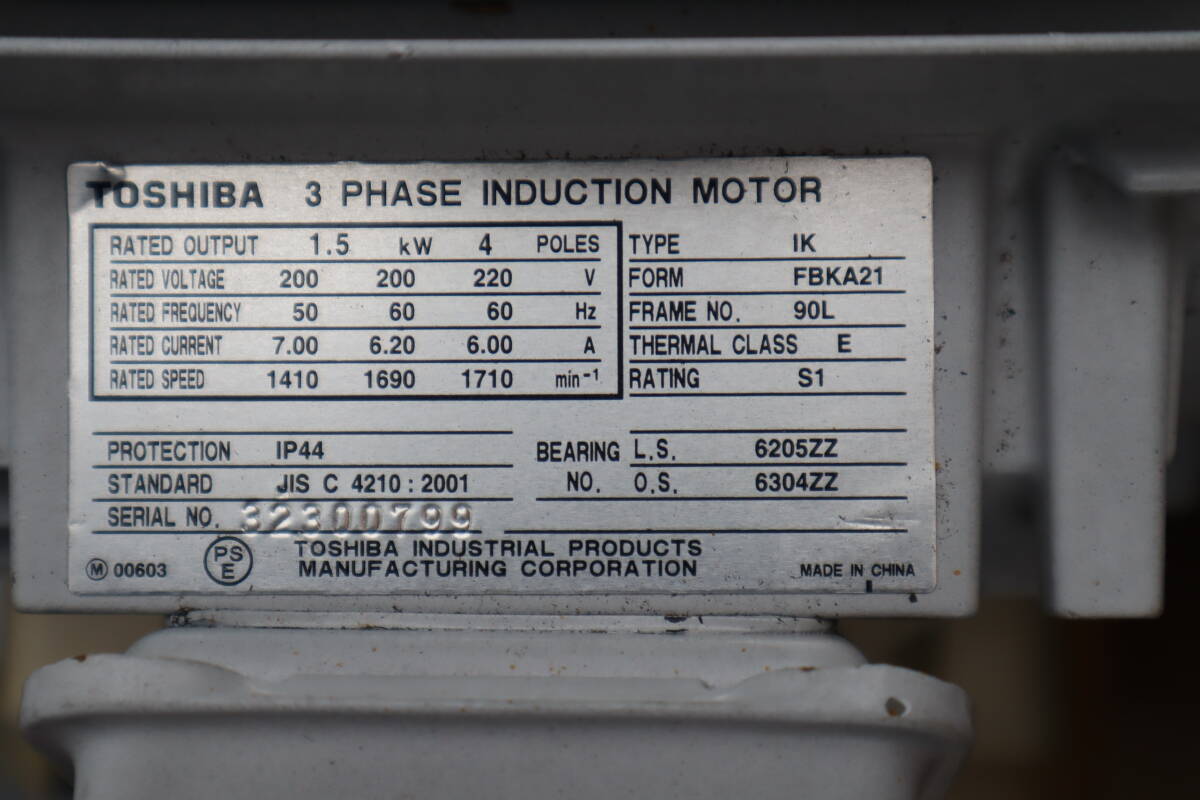 TOSHIBA 3 PHASE INDUCTION MOTOR
RATED OUTPUT 1.5 kW 4 POLES
RATED VOLTAGE 200 200 220 V
RATED FREQUENCY 50 60 60 Hz
RATED CURRENT 7.00 6.20 6.00 A
RATED SPEED 1410 1690 1710 min⁻¹
TYPE IK
FORM FBKA21
FRAME NO. 90L
THERMAL CLASS E
RATING S1
PROTECTION IP44
STANDARD JIS C 4210 : 2001
SERIAL NO. 32300799
BEARING L.S. 6205ZZ
NO. O.S. 6304ZZ
Ⓜ 00603
PS
E
TOSHIBA INDUSTRIAL PRODUCTS
MANUFACTURING CORPORATION
MADE IN CHINA